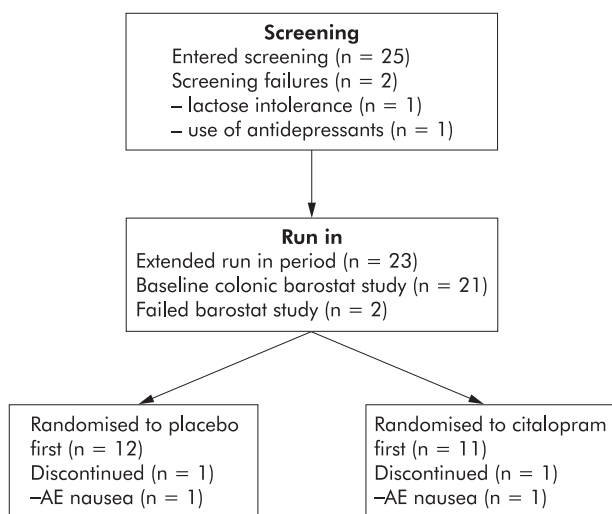 Screening
Entered screening (n = 25)
Screening failures (n = 2)
– lactose intolerance (n = 1)
– use of antidepressants (n = 1)
Run in
Extended run in period (n = 23)
Baseline colonic barostat study (n = 21)
Failed barostat study (n = 2)
Randomised to placebo
first (n = 12)
Discontinued (n = 1)
–AE nausea (n = 1)
Randomised to citalopram
first (n = 11)
Discontinued (n = 1)
–AE nausea (n = 1)